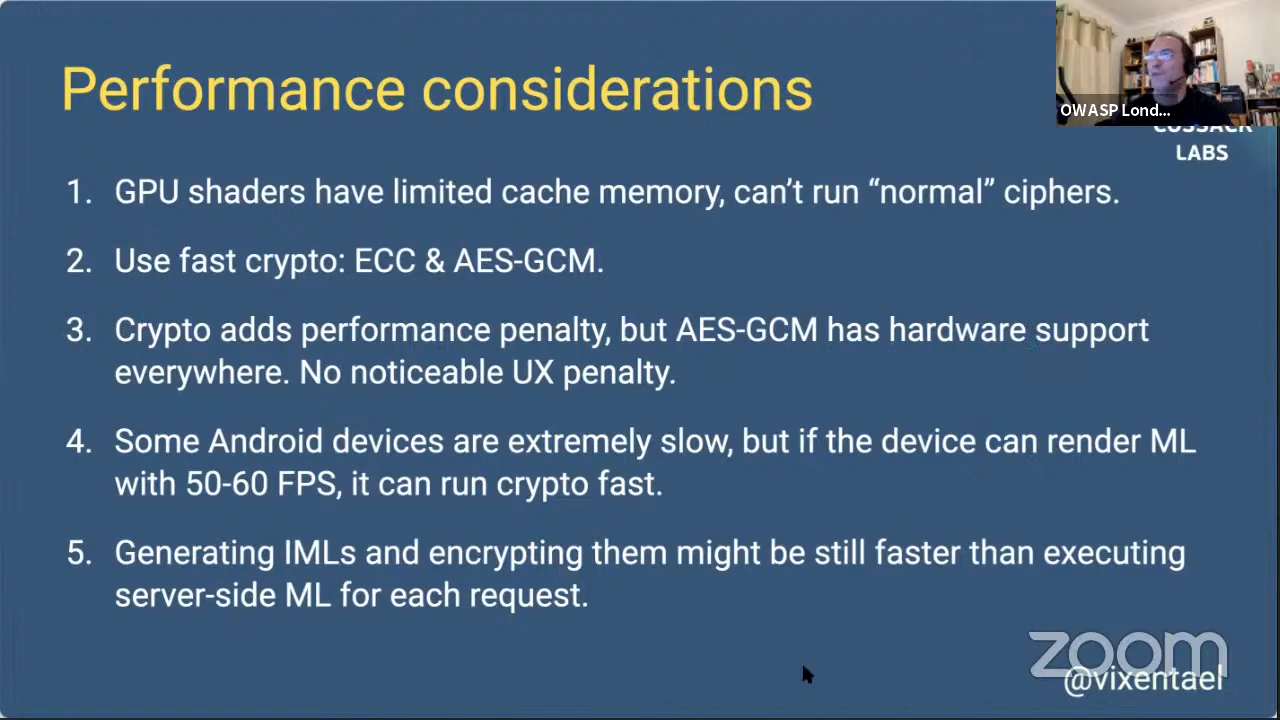 Performance considerations
OWASP Lond...
COSSACK
LABS
1. GPU shaders have limited cache memory, can’t run “normal” ciphers.
2. Use fast crypto: ECC & AES-GCM.
3. Crypto adds performance penalty, but AES-GCM has hardware support
everywhere. No noticeable UX penalty.
4. Some Android devices are extremely slow, but if the device can render ML
with 50-60 FPS, it can run crypto fast.
5. Generating IMLs and encrypting them might be still faster than executing
server-side ML for each request.
zoom
@vixentael